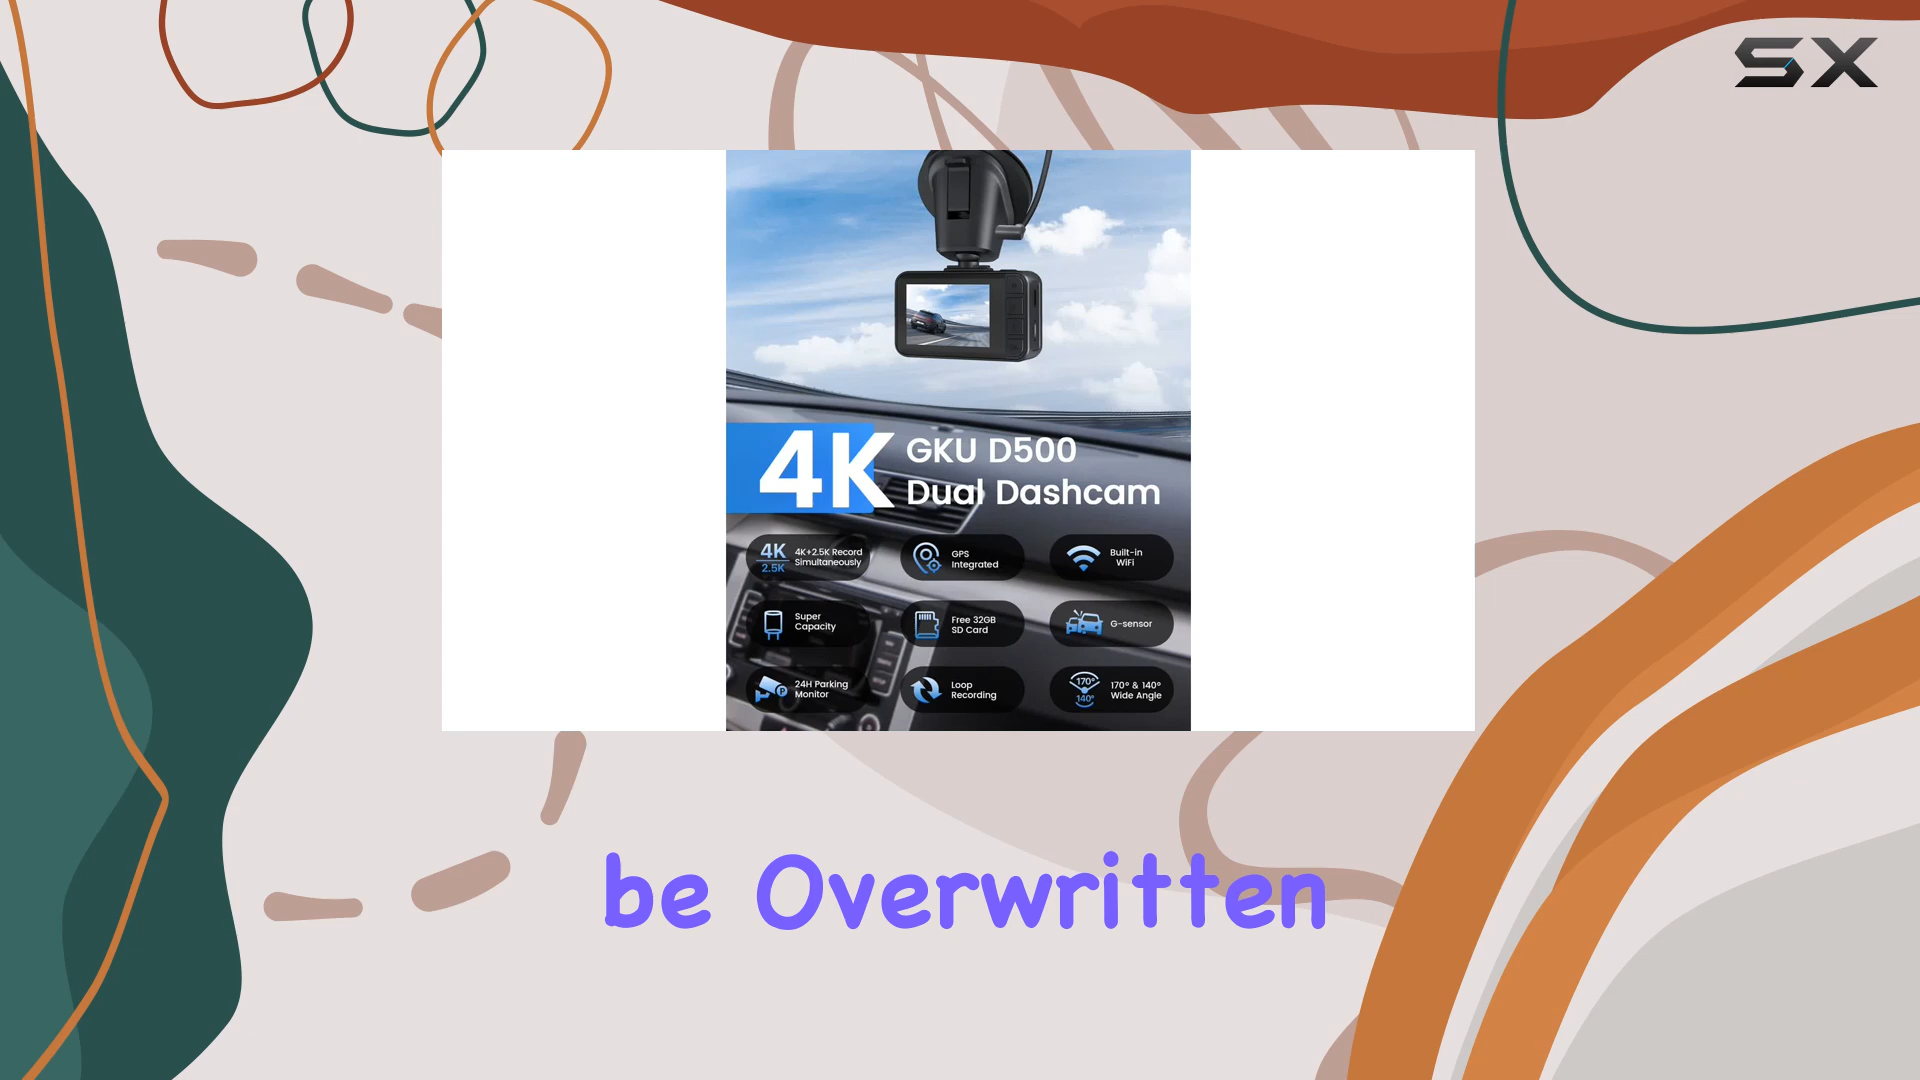 SX
4K
GKU D500
Dual Dashcam
4K
2.5K
4K+2.5K Record
Simultaneously
GPS
Integrated
Built-in
WiFi
Super
Capacity
Free 32GB
SD Card
G-sensor
P
24H Parking
Monitor
Loop
Recording
170°
140°
170° & 140°
Wide Angle
be Overwritten